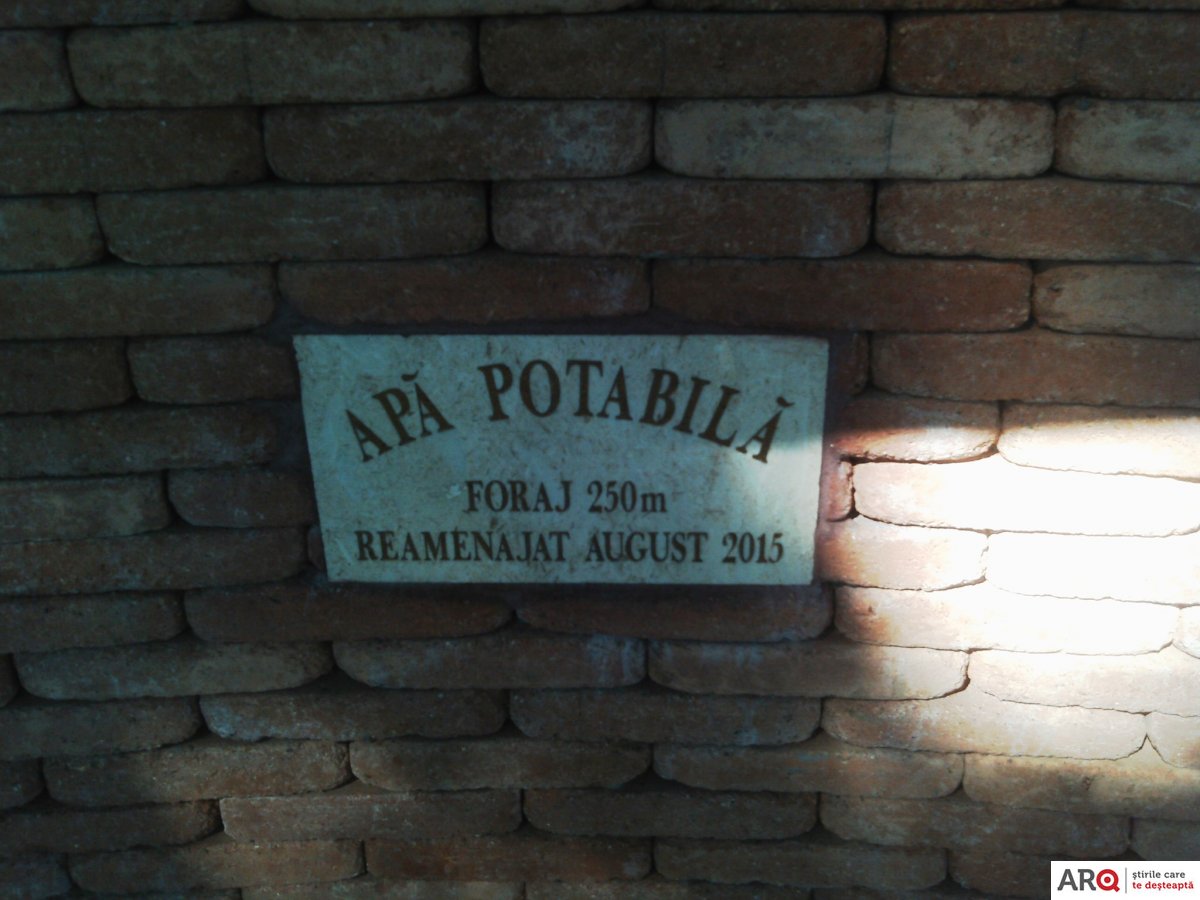 APĂ POTABILĂ
FORAJ 250m
REAMENAJAT AUGUST 2015
ARQ
știrile care
te deșteaptă